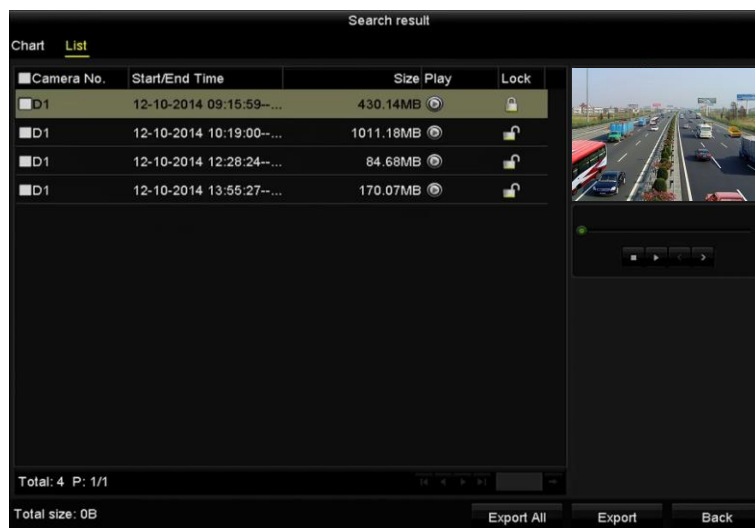 Search result
Chart List
Camera No. Start/End Time Size Play Lock
D1 12-10-2014 09:15:59--... 430.14MB
D1 12-10-2014 10:19:00--... 1011.18MB
D1 12-10-2014 12:28:24--... 84.68MB
D1 12-10-2014 13:55:27--... 170.07MB
Total: 4 P: 1/1
Total size: 0B Export All Export Back